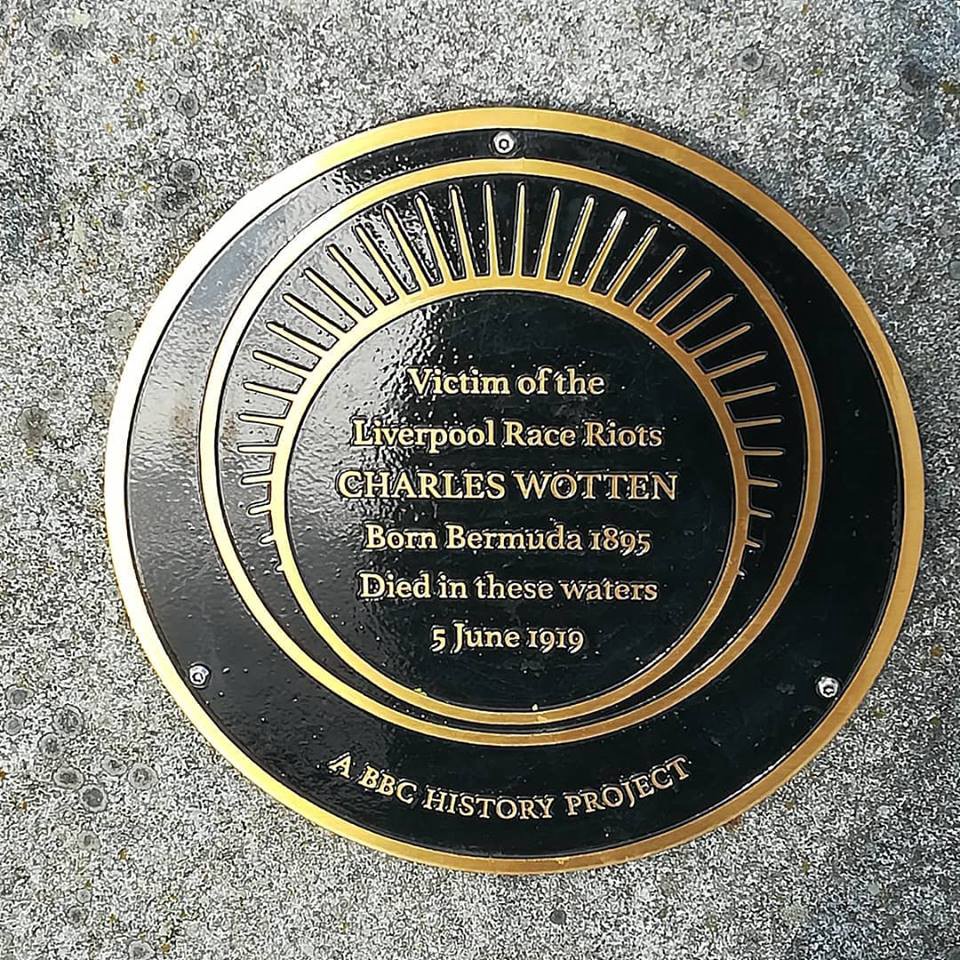 Victim of the
Liverpool Race Riots
CHARLES WOTTEN
Born Bermuda 1895
Died in these waters
5 June 1919
A BBC HISTORY PROJECT